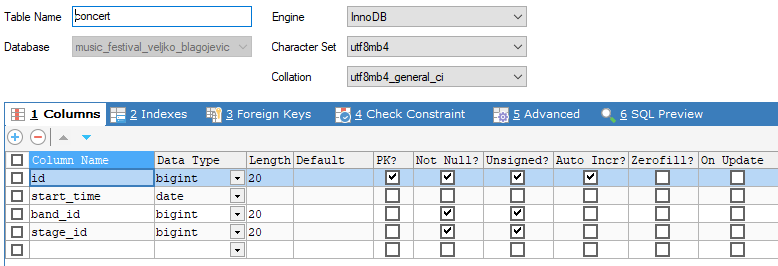 Table Name concert Engine InnoDB
Database music_festival_veljko_blagojevic Character Set utf8mb4
Collation utf8mb4_general_ci
1 Columns 2 Indexes 3 Foreign Keys 4 Check Constraint 5 Advanced 6 SQL Preview
Column Name Data Type Length Default PK? Not Null? Unsigned? Auto Incr? Zerofill? On Update
id bigint 20
start_time date
band_id bigint 20
stage_id bigint 20